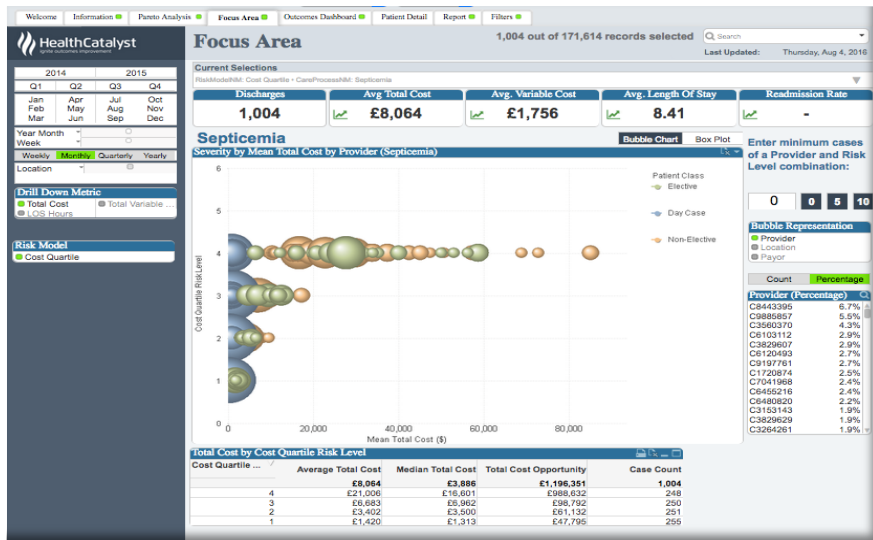 Welcome Information Pareto Analysis Focus Area Outcomes Dashboard Patient Detail Report Filters
HealthCatalyst
ignite outcomes improvement
Focus Area
1,004 out of 171,614 records selected
Search
Last Updated: Thursday, Aug 4, 2016
2014 2015
Q1 Q2 Q3 Q4
Jan Apr Jul Oct
Feb May Aug Nov
Mar Jun Sep Dec
Year Month
Week
Weekly Monthly Quarterly Yearly
Location
Drill Down Metric
Total Cost Total Variable ...
LOS Hours
Risk Model
Cost Quartile
Current Selections
RiskModelNM: Cost Quartile • CareProcessNM: Septicemia
Discharges Avg Total Cost Avg. Variable Cost Avg. Length Of Stay Readmission Rate
1,004 £8,064 £1,756 8.41 -
Septicemia
Bubble Chart Box Plot
Severity by Mean Total Cost by Provider (Septicemia)
Patient Class
Elective
Day Case
Non-Elective
Cost Quartile Risk Level
6
5
4
3
2
1
0
0 20,000 40,000 60,000 80,000
Mean Total Cost ($)
Enter minimum cases
of a Provider and Risk
Level combination:
0 0 5 10
Bubble Representation
Provider
Location
Payor
Count Percentage
Provider (Percentage)
C8443395 6.7%
C9885857 5.5%
C3560370 4.3%
C6103112 2.9%
C3829607 2.9%
C6120493 2.7%
C9197761 2.7%
C1720874 2.5%
C7041968 2.4%
C6455216 2.4%
C6480820 2.2%
C3153143 1.9%
C3829629 1.9%
C3264261 1.9%
Total Cost by Cost Quartile Risk Level
Cost Quartile ... Average Total Cost Median Total Cost Total Cost Opportunity Case Count
£8,064 £3,886 £1,196,351 1,004
4 £21,006 £16,601 £988,632 248
3 £6,683 £6,962 £98,792 250
2 £3,402 £3,500 £61,132 251
1 £1,420 £1,313 £47,795 255